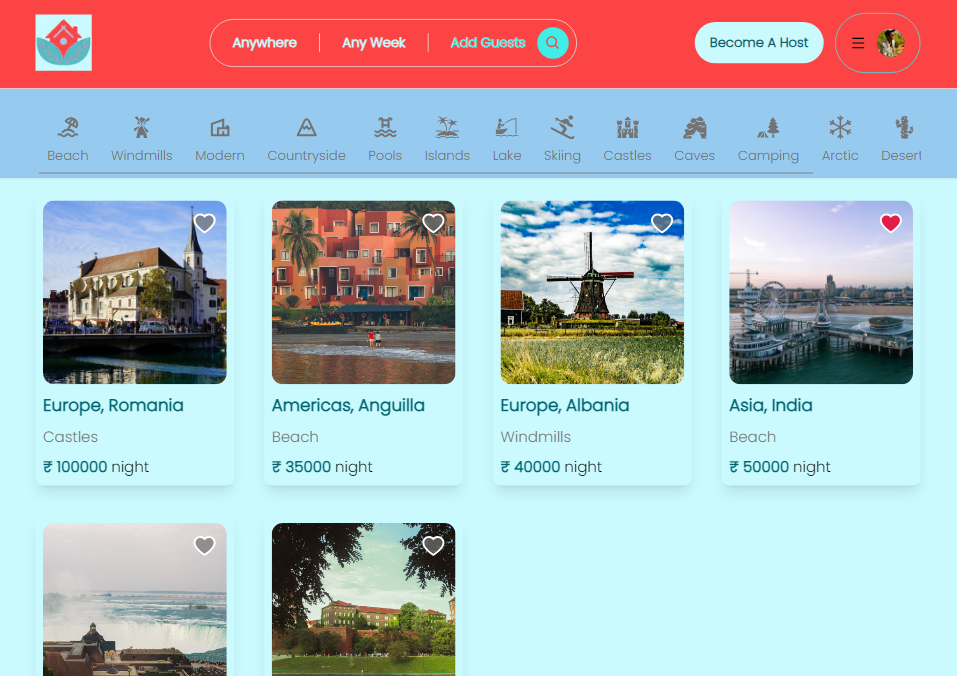 Anywhere
Any Week
Add Guests
Become A Host
Beach
Windmills
Modern
Countryside
Pools
Islands
Lake
Skiing
Castles
Caves
Camping
Arctic
Desert
Europe, Romania
Castles
₹ 100000 night
Americas, Anguilla
Beach
₹ 35000 night
Europe, Albania
Windmills
₹ 40000 night
Asia, India
Beach
₹ 50000 night